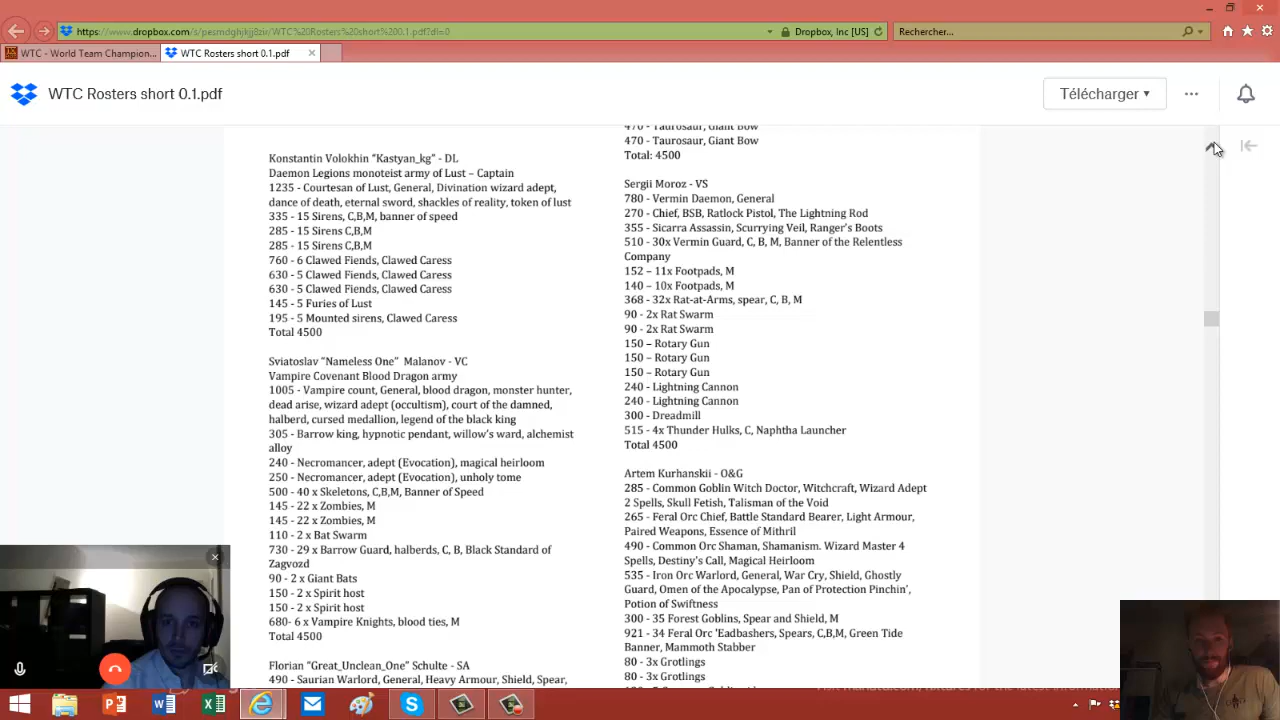 https://www.dropbox.com/s/pesmdghjkjj8zir/WTC%20Rosters%20short%200.1.pdf?dl=0
Dropbox, Inc [US]
Rechercher...
WTC - World Team Champion...
WTC Rosters short 0.1.pdf
WTC Rosters short 0.1.pdf
Télécharger
Konstantin Volokhin "Kastyan_kg" - DL
Daemon Legions monoteist army of Lust – Captain
1235 - Courtesan of Lust, General, Divination wizard adept,
dance of death, eternal sword, shackles of reality, token of lust
335 - 15 Sirens, C,B,M, banner of speed
285 - 15 Sirens C,B,M
285 - 15 Sirens C,B,M
760 - 6 Clawed Fiends, Clawed Caress
630 - 5 Clawed Fiends, Clawed Caress
630 - 5 Clawed Fiends, Clawed Caress
145 - 5 Furies of Lust
195 - 5 Mounted sirens, Clawed Caress
Total 4500
Sviatoslav "Nameless One" Malanov - VC
Vampire Covenant Blood Dragon army
1005 - Vampire count, General, blood dragon, monster hunter,
dead arise, wizard adept (occultism), court of the damned,
halberd, cursed medallion, legend of the black king
305 - Barrow king, hypnotic pendant, willow's ward, alchemist
alloy
240 - Necromancer, adept (Evocation), magical heirloom
250 - Necromancer, adept (Evocation), unholy tome
500 - 40 x Skeletons, C,B,M, Banner of Speed
145 - 22 x Zombies, M
145 - 22 x Zombies, M
110 - 2 x Bat Swarm
730 - 29 x Barrow Guard, halberds, C, B, Black Standard of
Zagvozd
90 - 2 x Giant Bats
150 - 2 x Spirit host
150 - 2 x Spirit host
680- 6 x Vampire Knights, blood ties, M
Total 4500
Florian "Great_Unclean_One" Schulte - SA
490 - Saurian Warlord, General, Heavy Armour, Shield, Spear,
470 - Taurosaur, Giant Bow
470 - Taurosaur, Giant Bow
Total: 4500
Sergii Moroz - VS
780 - Vermin Daemon, General
270 - Chief, BSB, Ratlock Pistol, The Lightning Rod
355 - Sicarra Assassin, Scurrying Veil, Ranger's Boots
510 - 30x Vermin Guard, C, B, M, Banner of the Relentless
Company
152 – 11x Footpads, M
140 – 10x Footpads, M
368 - 32x Rat-at-Arms, spear, C, B, M
90 - 2x Rat Swarm
90 - 2x Rat Swarm
150 – Rotary Gun
150 – Rotary Gun
150 – Rotary Gun
240 - Lightning Cannon
240 - Lightning Cannon
300 - Dreadmill
515 - 4x Thunder Hulks, C, Naphtha Launcher
Total 4500
Artem Kurhanskii - O&G
285 - Common Goblin Witch Doctor, Witchcraft, Wizard Adept
2 Spells, Skull Fetish, Talisman of the Void
265 - Feral Orc Chief, Battle Standard Bearer, Light Armour,
Paired Weapons, Essence of Mithril
490 - Common Orc Shaman, Shamanism. Wizard Master 4
Spells, Destiny's Call, Magical Heirloom
535 - Iron Orc Warlord, General, War Cry, Shield, Ghostly
Guard, Omen of the Apocalypse, Pan of Protection Pinchin',
Potion of Swiftness
300 - 35 Forest Goblins, Spear and Shield, M
921 - 34 Feral Orc 'Eadbashers, Spears, C,B,M, Green Tide
Banner, Mammoth Stabber
80 - 3x Grotlings
80 - 3x Grotlings